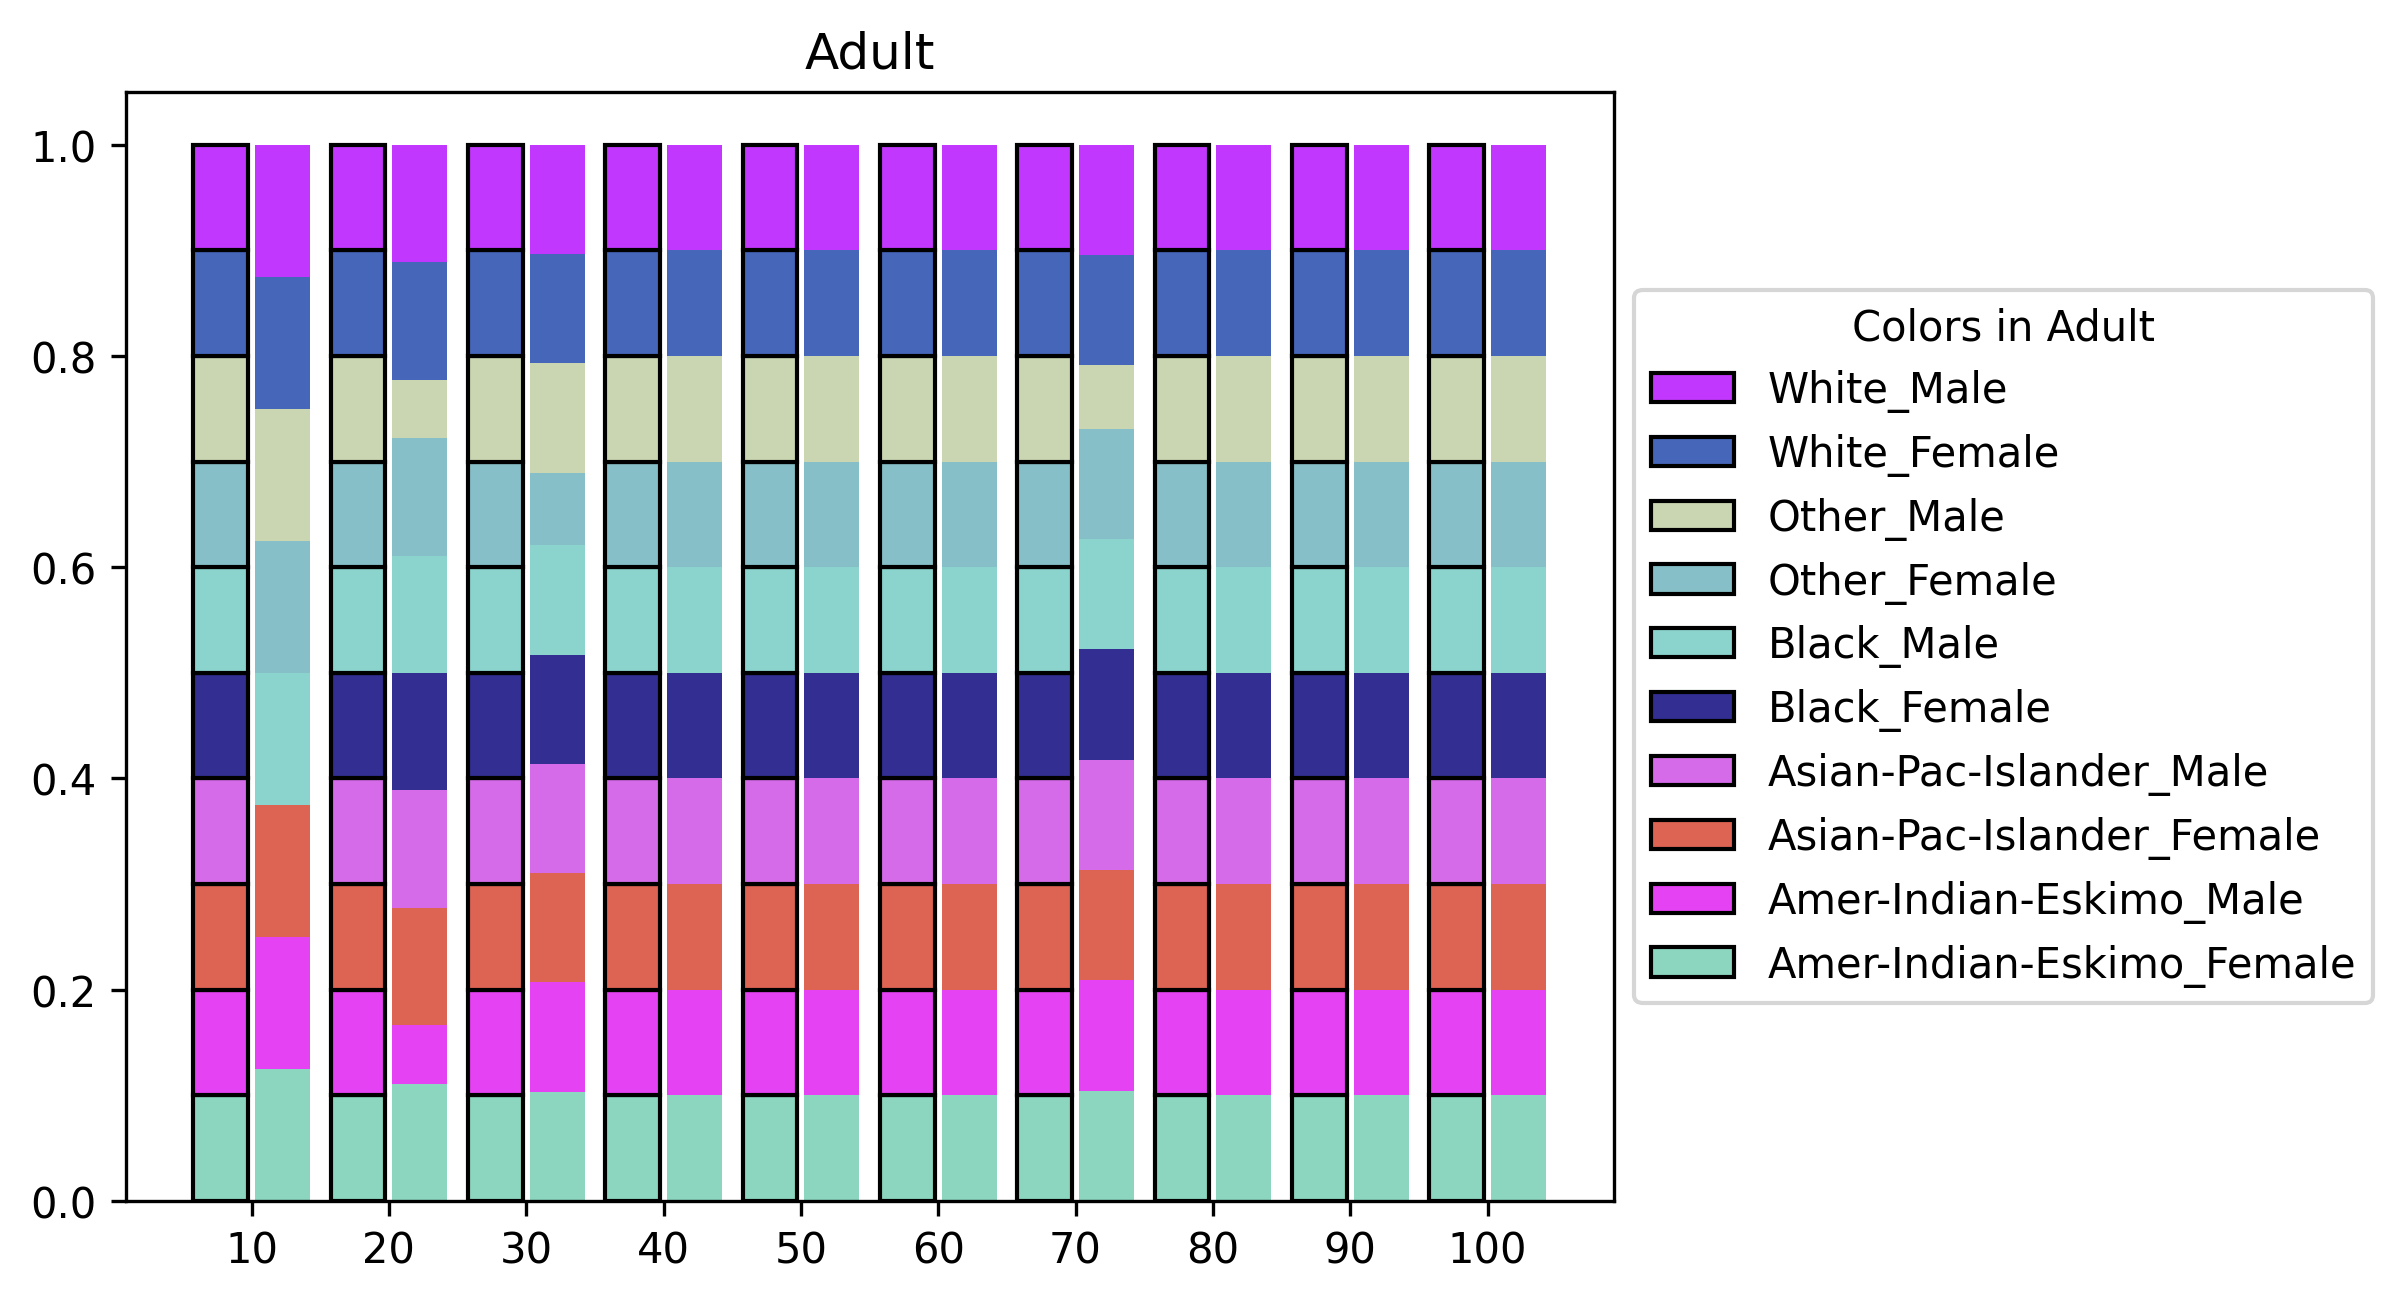 Adult
1.0
0.8
0.6
0.4
0.2
0.0
10 20 30 40 50 60 70 80 90 100
Colors in Adult
White_Male
White_Female
Other_Male
Other_Female
Black_Male
Black_Female
Asian-Pac-Islander_Male
Asian-Pac-Islander_Female
Amer-Indian-Eskimo_Male
Amer-Indian-Eskimo_Female